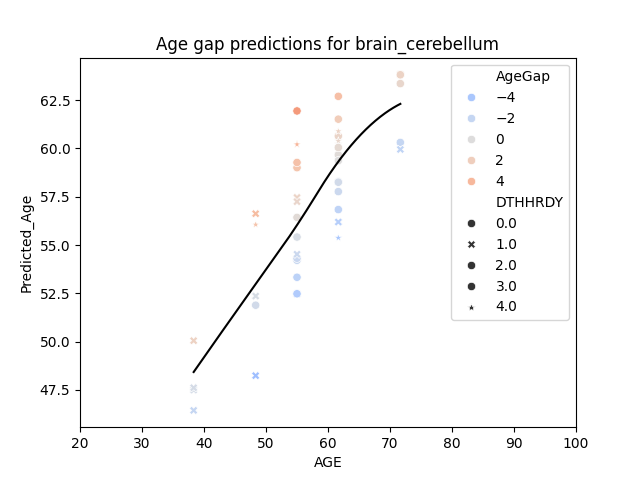 Age gap predictions for brain_cerebellum
Predicted_Age
62.5
60.0
57.5
55.0
52.5
50.0
47.5
20 30 40 50 60 70 80 90 100
AGE
AgeGap
−4
−2
0
2
4
DTHHRDY
0.0
1.0
2.0
3.0
4.0